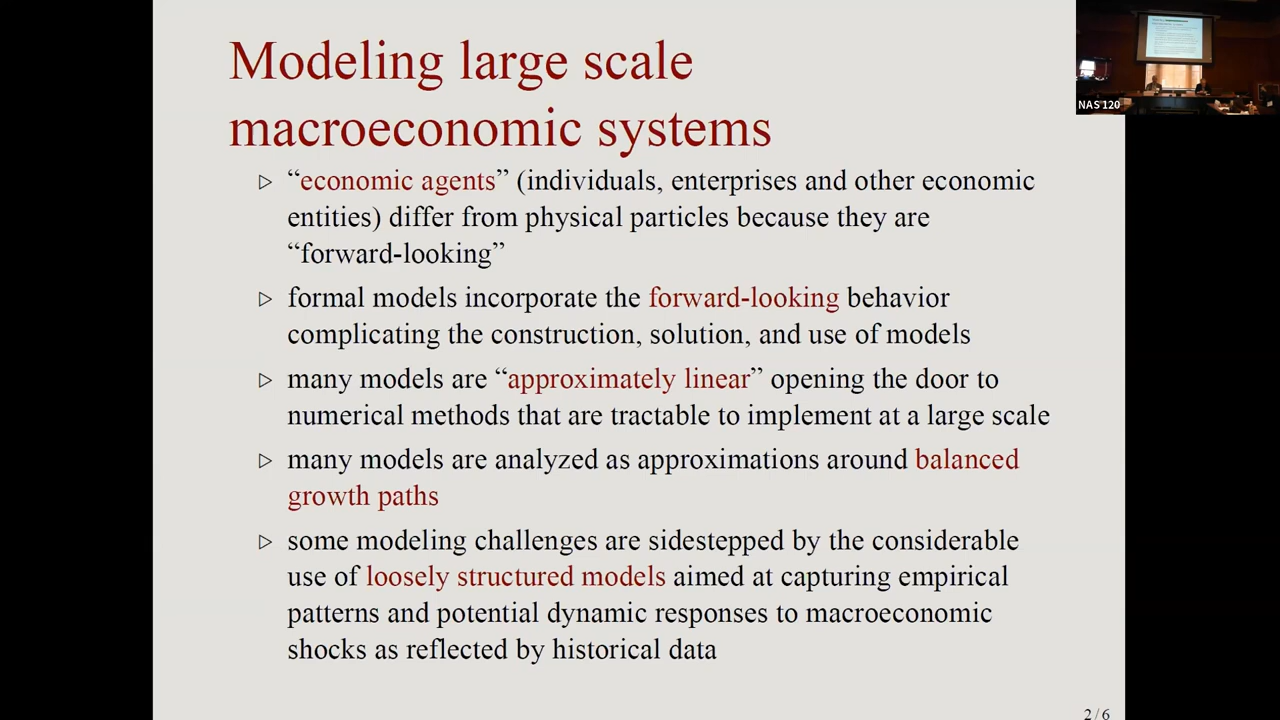 Modeling large scale
macroeconomic systems
▷ “economic agents” (individuals, enterprises and other economic
entities) differ from physical particles because they are
“forward-looking”
▷ formal models incorporate the forward-looking behavior
complicating the construction, solution, and use of models
▷ many models are “approximately linear” opening the door to
numerical methods that are tractable to implement at a large scale
▷ many models are analyzed as approximations around balanced
growth paths
▷ some modeling challenges are sidestepped by the considerable
use of loosely structured models aimed at capturing empirical
patterns and potential dynamic responses to macroeconomic
shocks as reflected by historical data
2 / 6
NAS 120